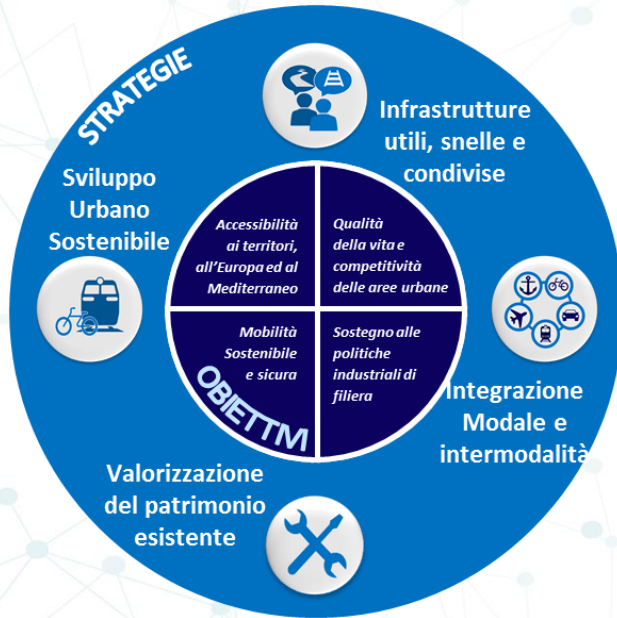 STRATEGIE
Infrastrutture
utili, snelle e
condivise
Sviluppo
Urbano
Sostenibile
Accessibilità
ai territori,
all'Europa ed al
Mediterraneo
Qualità
della vita e
competitività
delle aree urbane
Mobilità
Sostenibile
e sicura
Sostegno alle
politiche
industriali di
filiera
OBIETTIVI
Integrazione
Modale e
intermodalità
Valorizzazione
del patrimonio
esistente